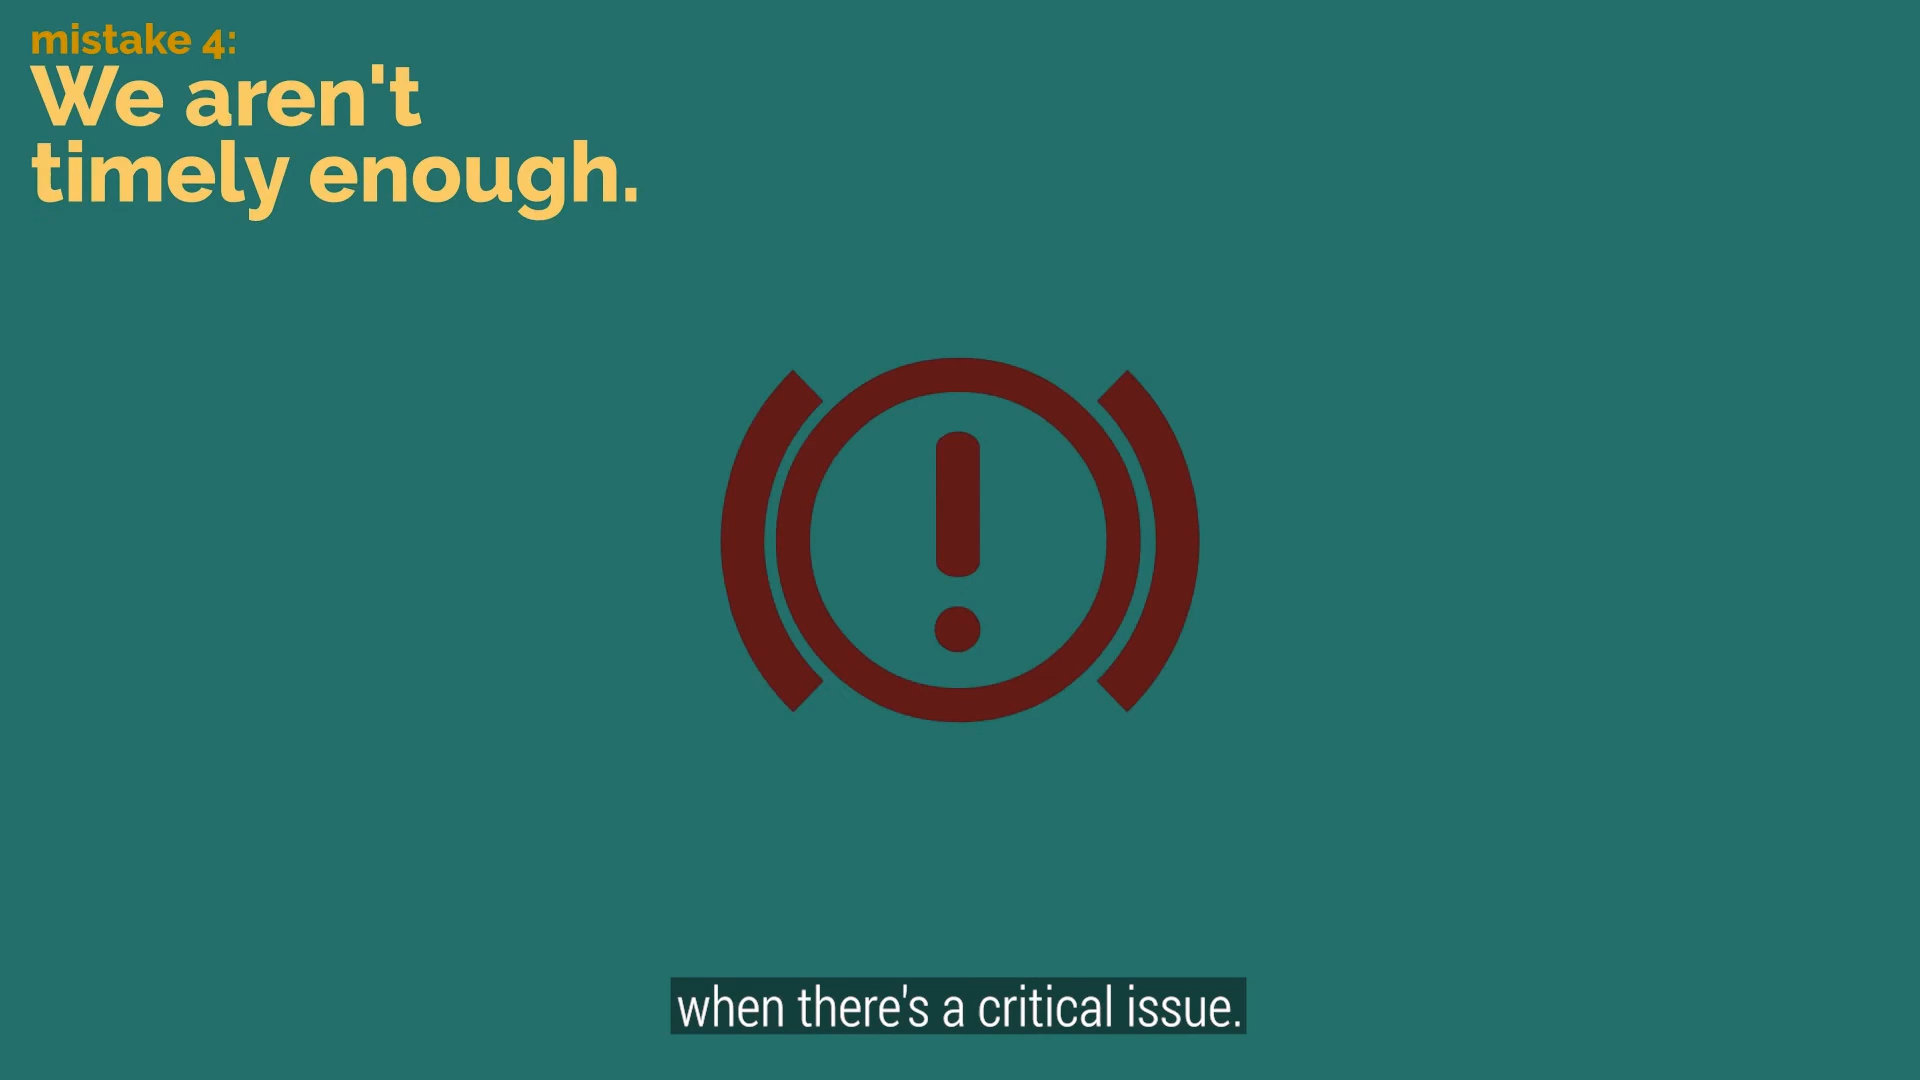 mistake 4:
We aren't
timely enough.
!
when there's a critical issue.